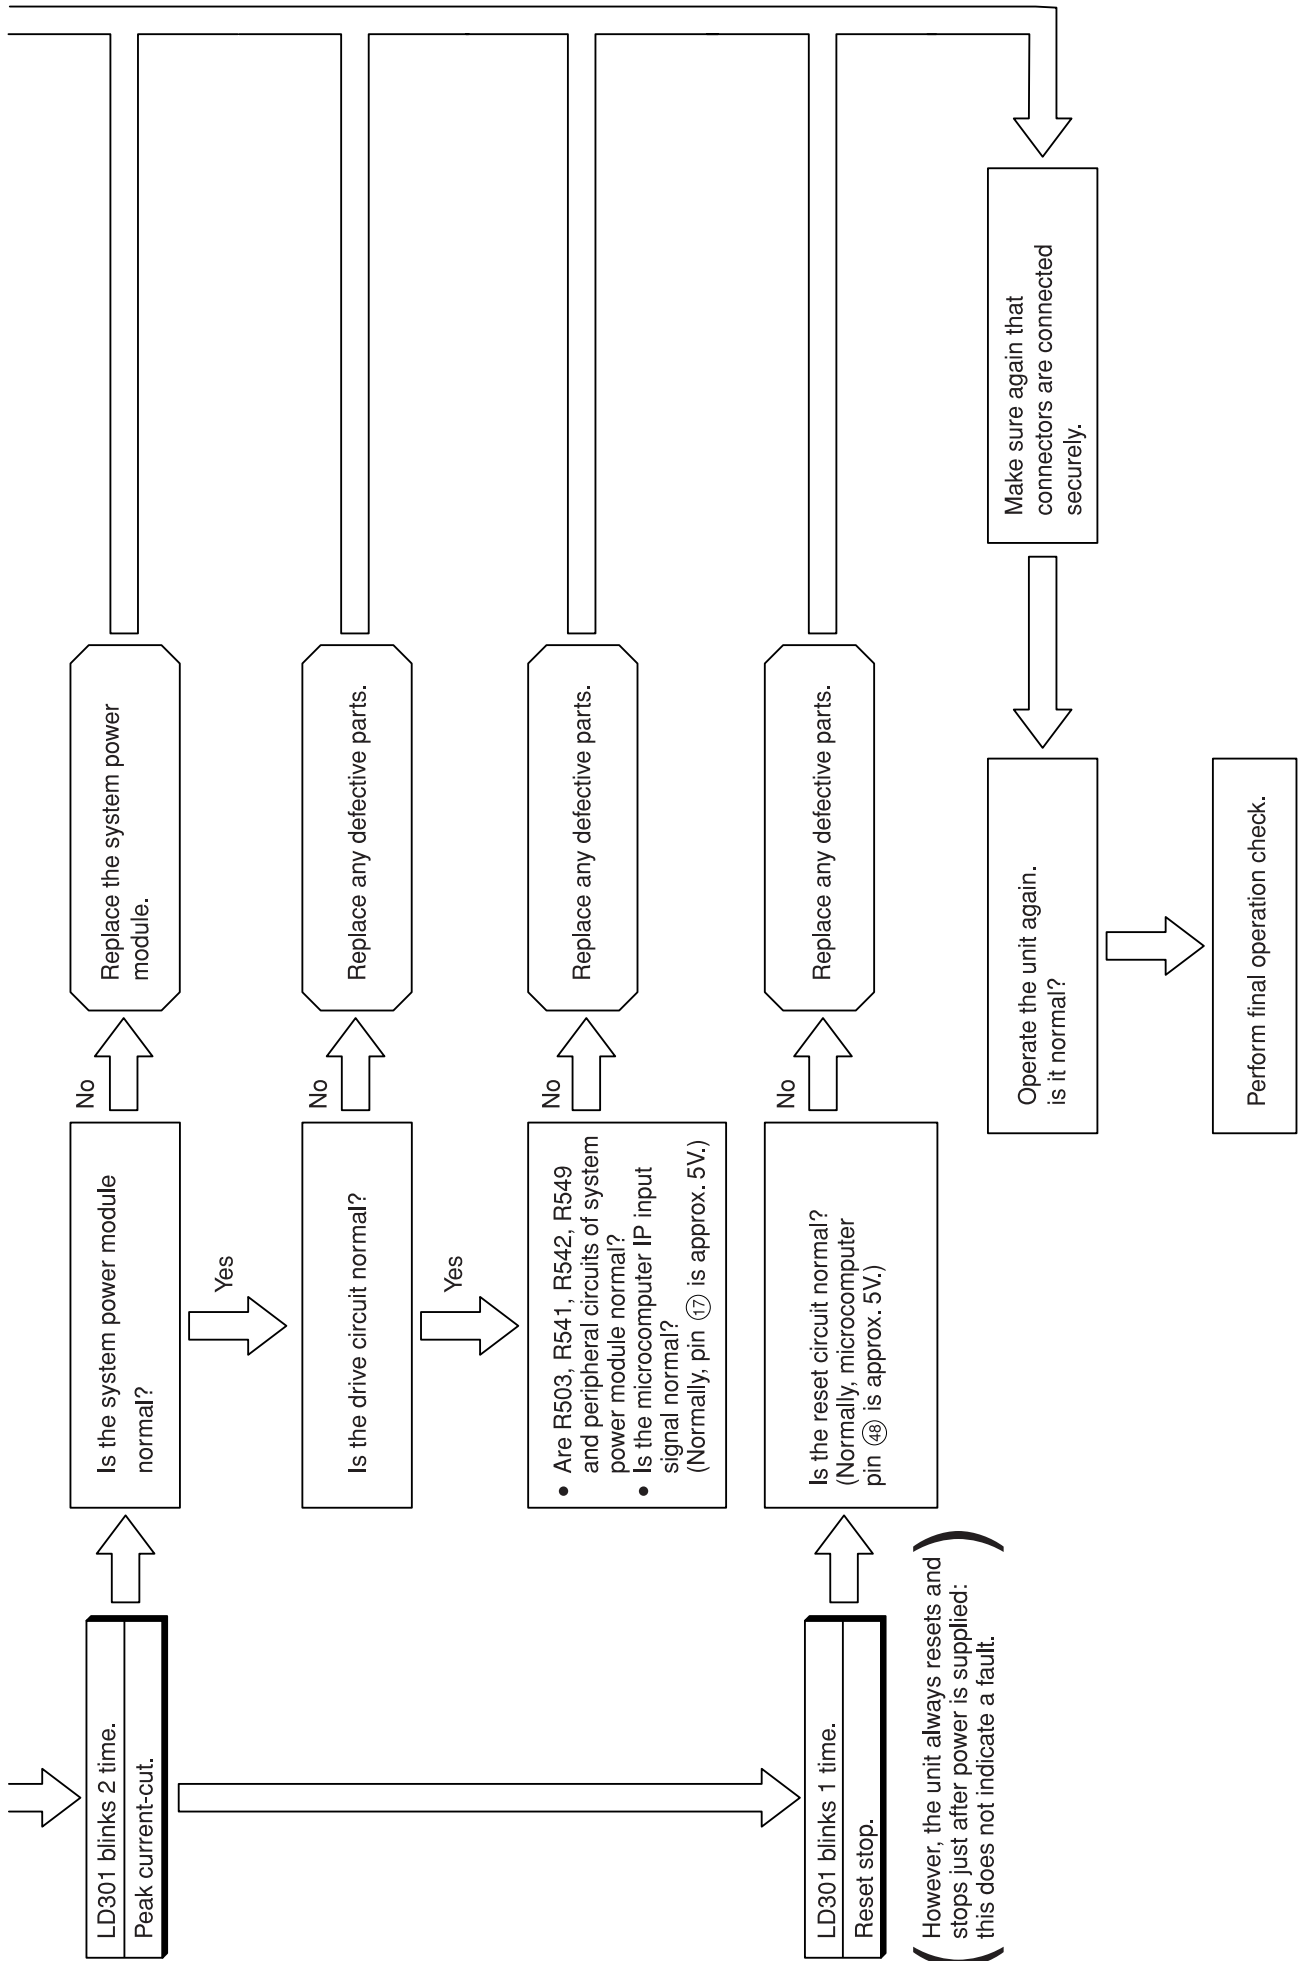 LD301 blinks 2 time.
Peak current-cut.
Is the system power module
normal?
No
Replace the system power
module.
Yes
Is the drive circuit normal?
No
Replace any defective parts.
Yes
• Are R503, R541, R542, R549
and peripheral circuits of system
power module normal?
• Is the microcomputer IP input
signal normal?
(Normally, pin ⑰ is approx. 5V.)
No
Replace any defective parts.
LD301 blinks 1 time.
Reset stop.
Is the reset circuit normal?
(Normally, microcomputer
pin ㊽ is approx. 5V.)
No
Replace any defective parts.
However, the unit always resets and
stops just after power is supplied:
this does not indicate a fault.
Make sure again that
connectors are connected
securely.
Operate the unit again.
is it normal?
Perform final operation check.